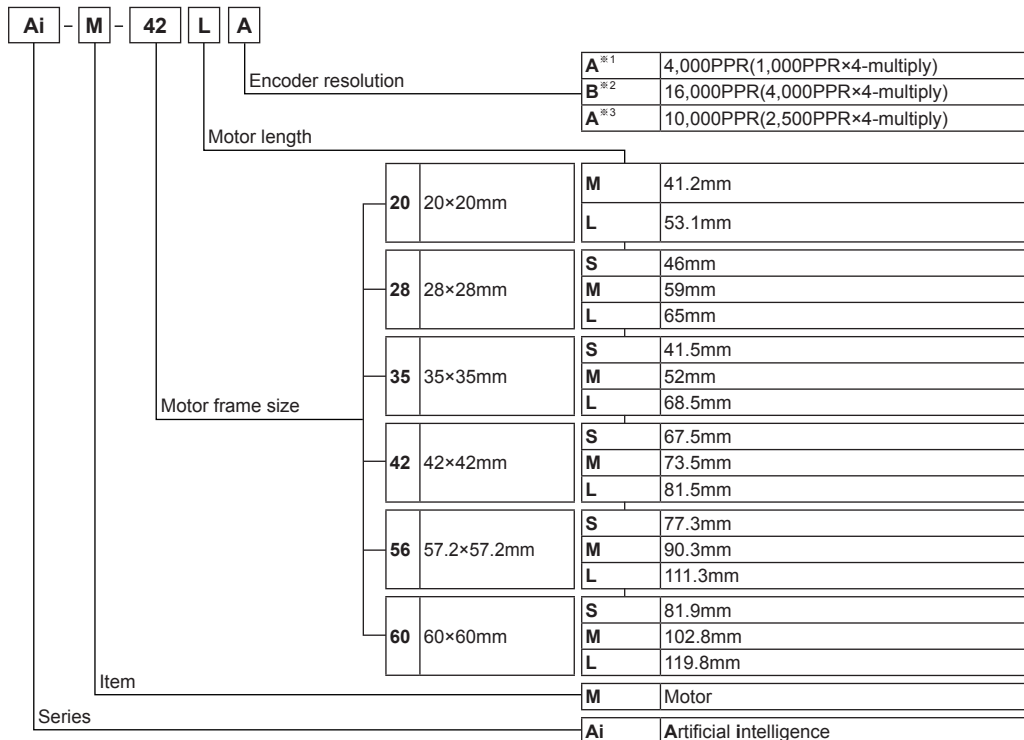 Ai - M - 42 L A
Encoder resolution
A※1 4,000PPR(1,000PPR×4-multiply)
B※2 16,000PPR(4,000PPR×4-multiply)
A※3 10,000PPR(2,500PPR×4-multiply)
Motor length
20 20×20mm
M 41.2mm
L 53.1mm
28 28×28mm
S 46mm
M 59mm
L 65mm
35 35×35mm
S 41.5mm
M 52mm
L 68.5mm
Motor frame size
42 42×42mm
S 67.5mm
M 73.5mm
L 81.5mm
56 57.2×57.2mm
S 77.3mm
M 90.3mm
L 111.3mm
60 60×60mm
S 81.9mm
M 102.8mm
L 119.8mm
Item
M Motor
Series
Ai Artificial intelligence